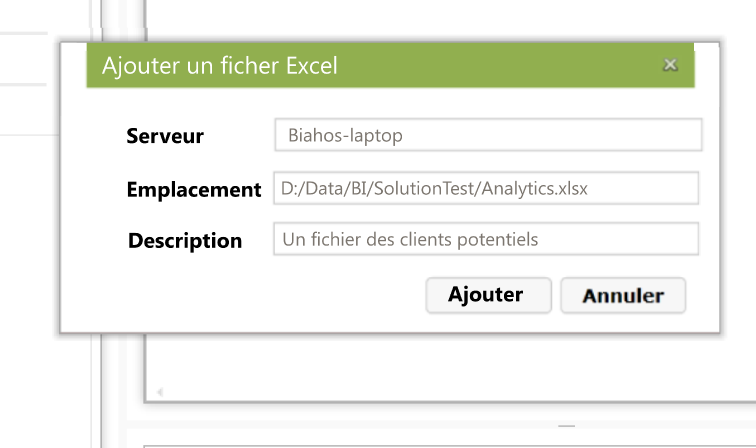 Ajouter un ficher Excel
Serveur Biahos-laptop
Emplacement D:/Data/BI/SolutionTest/Analytics.xlsx
Description Un fichier des clients potentiels
Ajouter Annuler